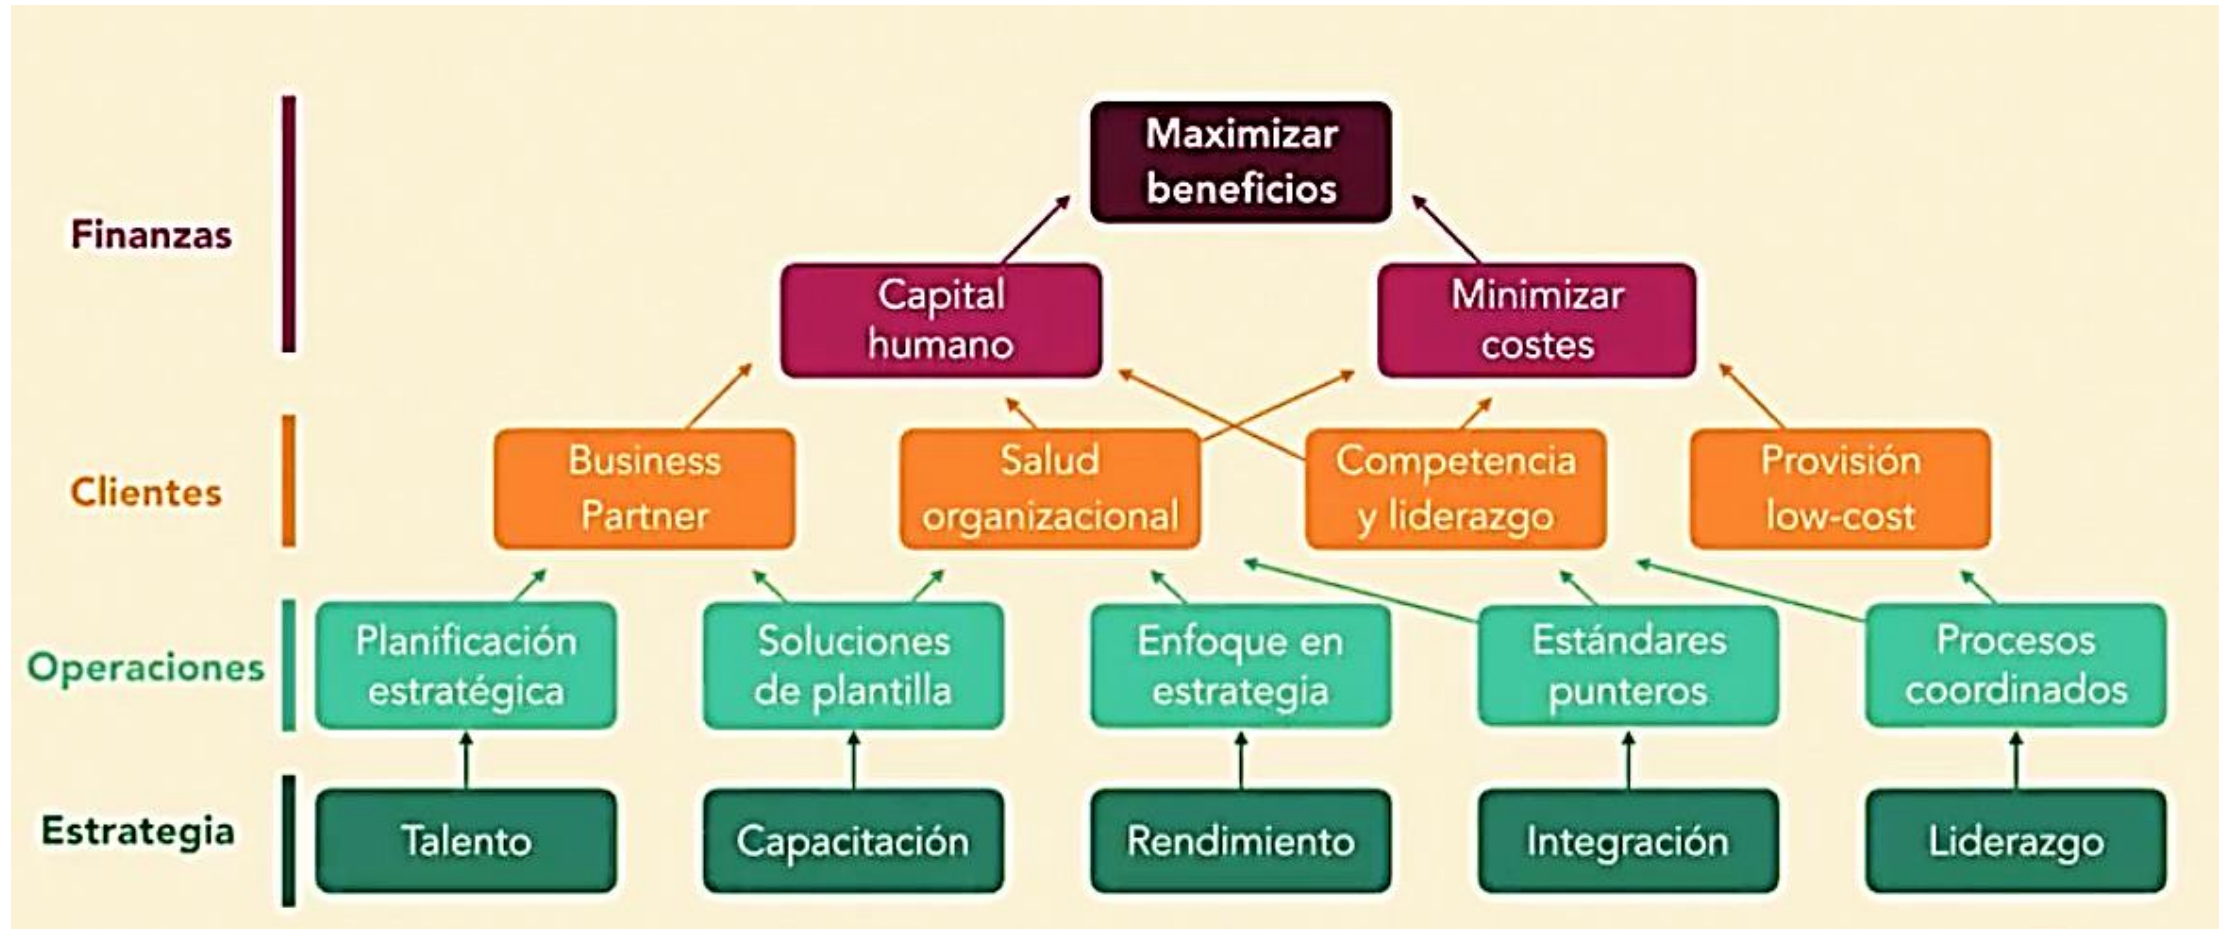 Maximizar
beneficios
Finanzas
Capital
humano
Minimizar
costes
Clientes
Business
Partner
Salud
organizacional
Competencia
y liderazgo
Provisión
low-cost
Operaciones
Planificación
estratégica
Soluciones
de plantilla
Enfoque en
estrategia
Estándares
punteros
Procesos
coordinados
Estrategia
Talento
Capacitación
Rendimiento
Integración
Liderazgo